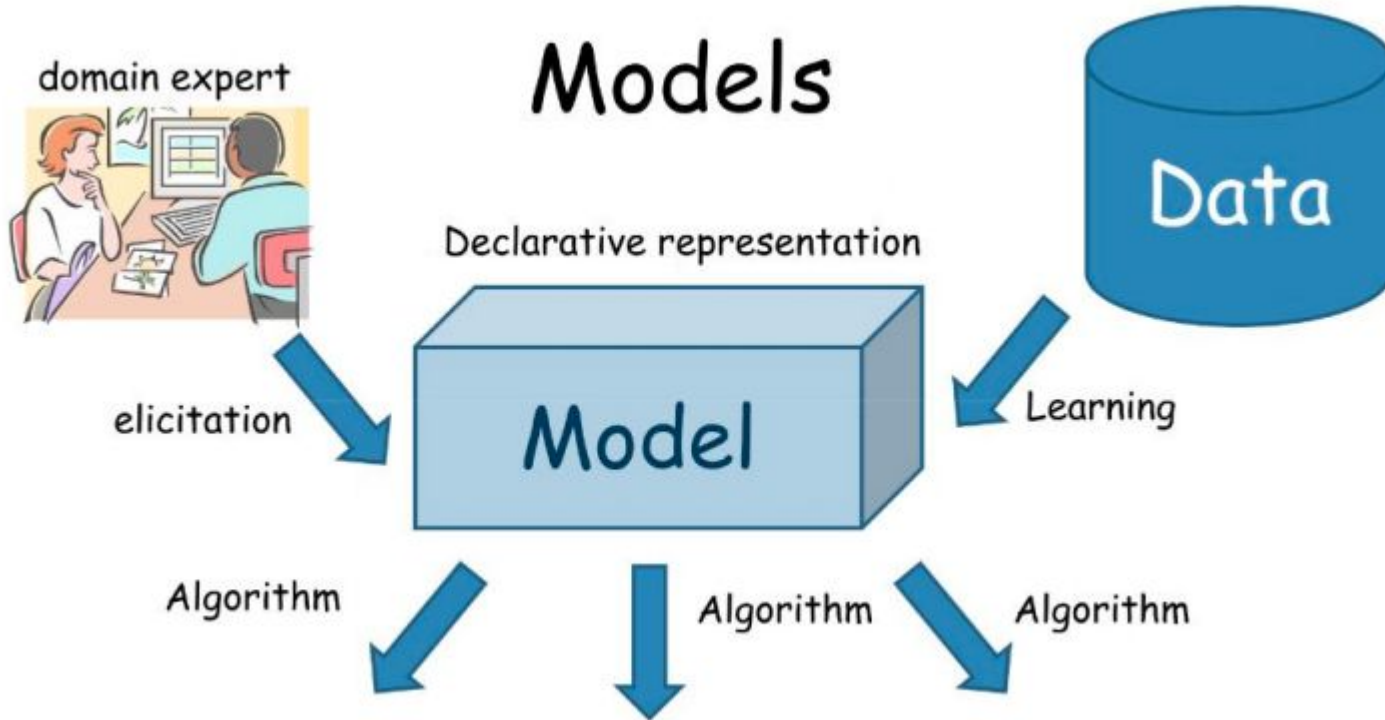 Models
domain expert
Data
Declarative representation
Model
elicitation
Learning
Algorithm
Algorithm
Algorithm